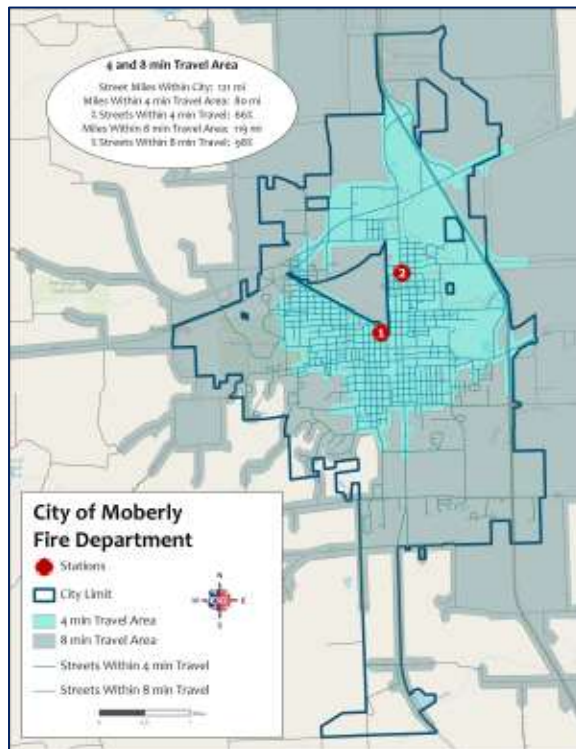 4 and 8 min Travel Area
Street Miles Within City: 121 mi
Miles Within 4 min Travel Area: 80 mi
% Streets Within 4 min Travel: 66%
Miles Within 8 min Travel Area: 119 mi
% Streets Within 8 min Travel: 98%
2
1
City of Moberly
Fire Department
Stations
City Limit
N
W
E
S
4 min Travel Area
8 min Travel Area
Streets Within 4 min Travel
Streets Within 8 min Travel
0